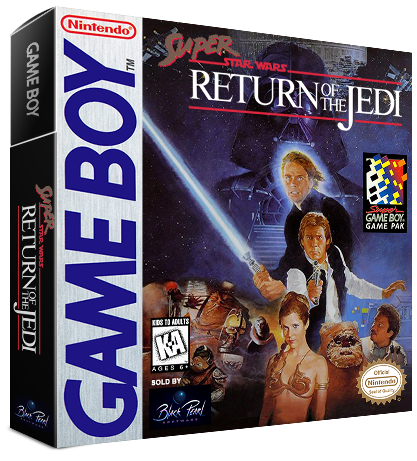 GAME BOY
SUPER
STAR WARS
RETURN
OF
THE
JEDI
Black Pearl
SOFTWARE
Nintendo
GAME BOY
TM
SUPER
STAR WARS
RETURN OF THE JEDI
Super
GAME BOY
GAME PAK
KIDS TO ADULTS
K-A
AGES 6+
SOLD BY
Black Pearl
SOFTWARE
Official
Nintendo
Seal of Quality